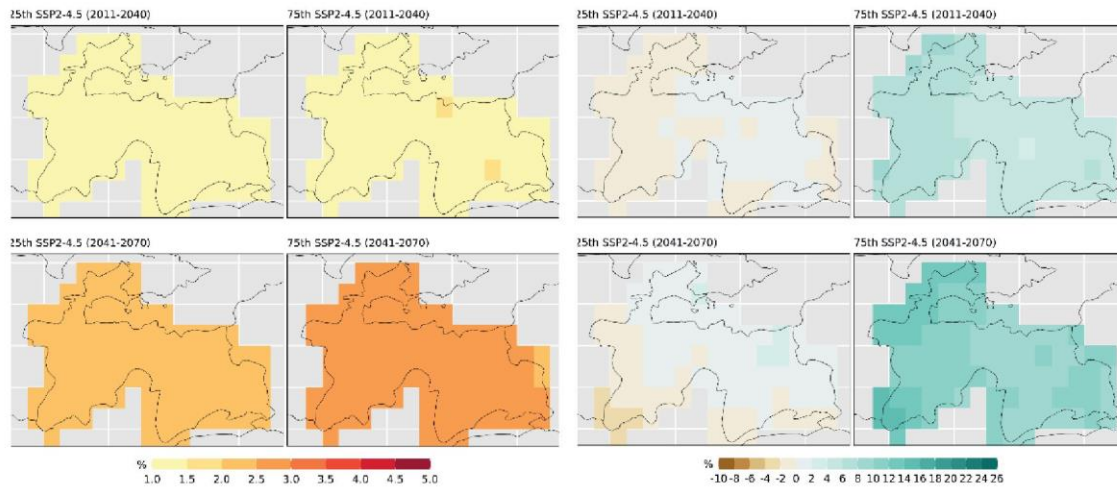 25th SSP2-4.5 (2011-2040) 75th SSP2-4.5 (2011-2040) 25th SSP2-4.5 (2011-2040) 75th SSP2-4.5 (2011-2040)
25th SSP2-4.5 (2041-2070) 75th SSP2-4.5 (2041-2070) 25th SSP2-4.5 (2041-2070) 75th SSP2-4.5 (2041-2070)
% 1.0 1.5 2.0 2.5 3.0 3.5 4.0 4.5 5.0
% -10 -8 -6 -4 -2 0 2 4 6 8 10 12 14 16 18 20 22 24 26